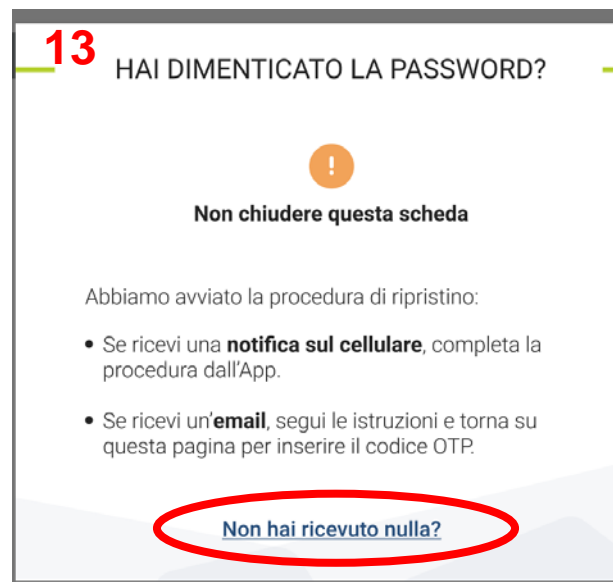 13
HAI DIMENTICATO LA PASSWORD?
!
Non chiudere questa scheda
Abbiamo avviato la procedura di ripristino:
• Se ricevi una notifica sul cellulare, completa la
procedura dall'App.
• Se ricevi un'email, segui le istruzioni e torna su
questa pagina per inserire il codice OTP.
Non hai ricevuto nulla?